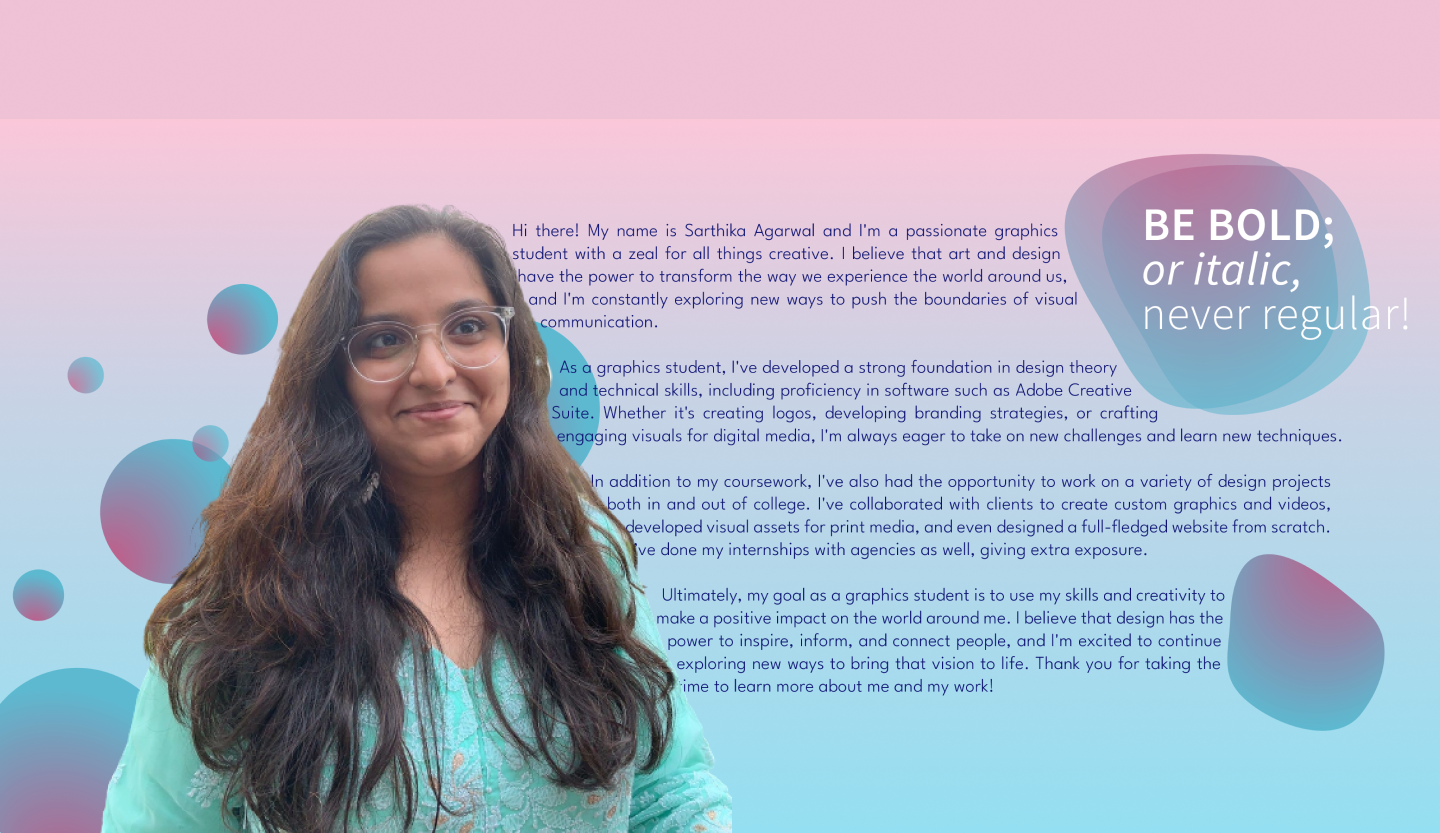 Hi there! My name is Sarthika Agarwal and I'm a passionate graphics
student with a zeal for all things creative. I believe that art and design
have the power to transform the way we experience the world around us,
and I'm constantly exploring new ways to push the boundaries of visual
communication.
As a graphics student, I've developed a strong foundation in design theory
and technical skills, including proficiency in software such as Adobe Creative
Suite. Whether it's creating logos, developing branding strategies, or crafting
engaging visuals for digital media, I'm always eager to take on new challenges and learn new techniques.
In addition to my coursework, I've also had the opportunity to work on a variety of design projects
both in and out of college. I've collaborated with clients to create custom graphics and videos,
developed visual assets for print media, and even designed a full-fledged website from scratch.
I've done my internships with agencies as well, giving extra exposure.
Ultimately, my goal as a graphics student is to use my skills and creativity to
make a positive impact on the world around me. I believe that design has the
power to inspire, inform, and connect people, and I'm excited to continue
exploring new ways to bring that vision to life. Thank you for taking the
time to learn more about me and my work!
BE BOLD;
or italic,
never regular!